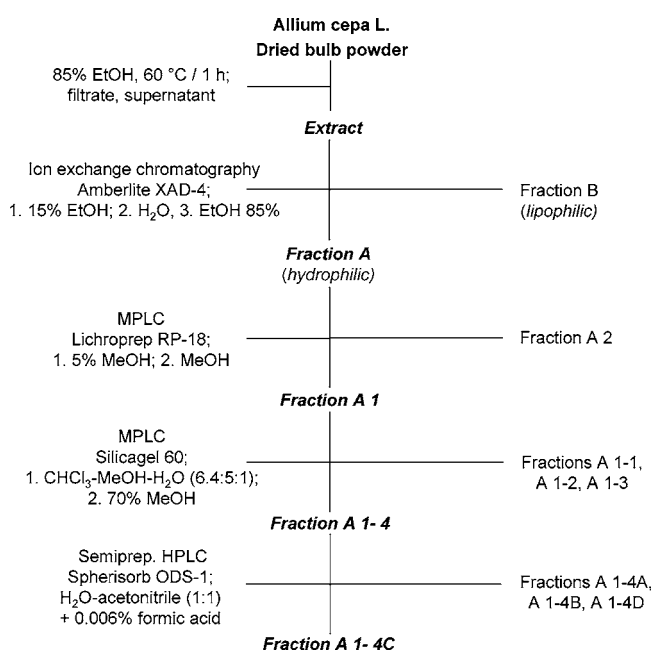 Allium cepa L.
Dried bulb powder
85% EtOH, 60 °C / 1 h;
filtrate, supernatant
Extract
Ion exchange chromatography
Amberlite XAD-4;
1. 15% EtOH; 2. H₂O, 3. EtOH 85%
Fraction B
(lipophilic)
Fraction A
(hydrophilic)
MPLC
Lichroprep RP-18;
1. 5% MeOH; 2. MeOH
Fraction A 2
Fraction A 1
MPLC
Silicagel 60;
1. CHCl₃-MeOH-H₂O (6.4:5:1);
2. 70% MeOH
Fractions A 1-1,
A 1-2, A 1-3
Fraction A 1- 4
Semiprep. HPLC
Spherisorb ODS-1;
H₂O-acetonitrile (1:1)
+ 0.006% formic acid
Fractions A 1-4A,
A 1-4B, A 1-4D
Fraction A 1- 4C